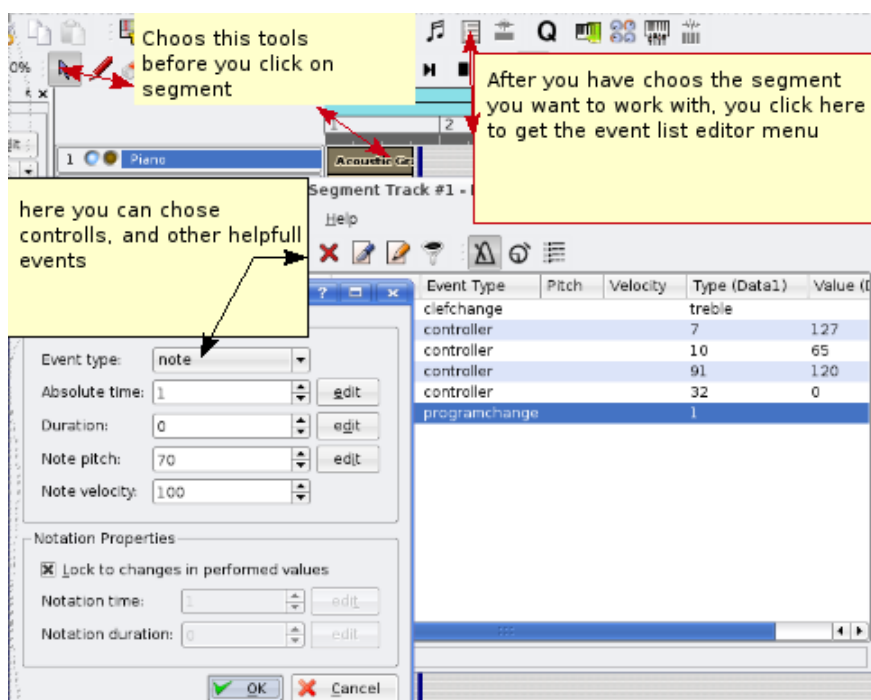 Choos this tools
before you click on
segment
After you have choos the segment
you want to work with, you click here
to get the event list editor menu
0%
Q
2
1 Piano
Acoustic
here you can chose
controlls, and other helpfull
events
Segment Track #1 -
Help
Event Type Pitch Velocity Type (Data1) Value
clefchange treble
controller 7 127
controller 10 65
controller 91 120
controller 32 0
programchange 1
Event type: note
Absolute time: 1 edit
Duration: 0 edit
Note pitch: 70 edit
Note velocity: 100
Notation Properties
Lock to changes in performed values
Notation time: 1 edit
Notation duration: 0 edit
OK Cancel